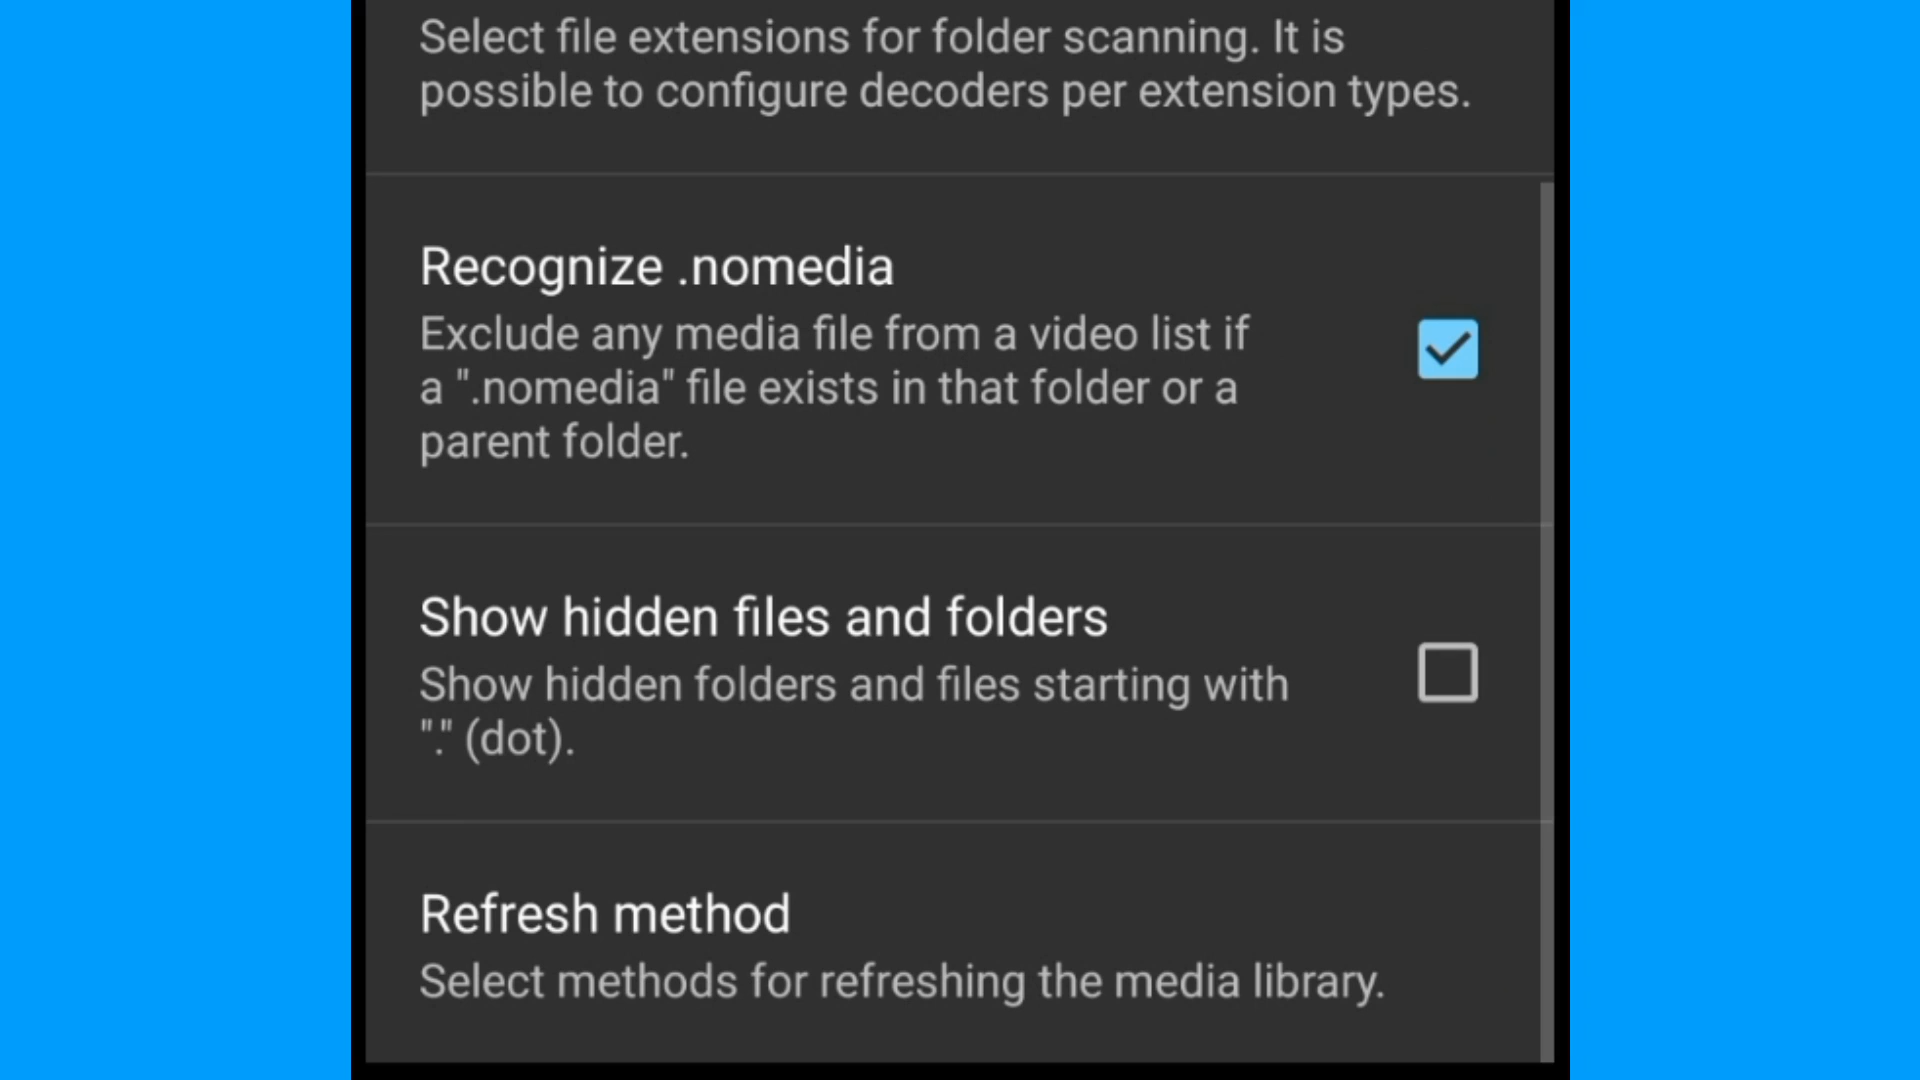 Select file extensions for folder scanning. It is
possible to configure decoders per extension types.
Recognize .nomedia
Exclude any media file from a video list if
a ".nomedia" file exists in that folder or a
parent folder.
Show hidden files and folders
Show hidden folders and files starting with
"." (dot).
Refresh method
Select methods for refreshing the media library.